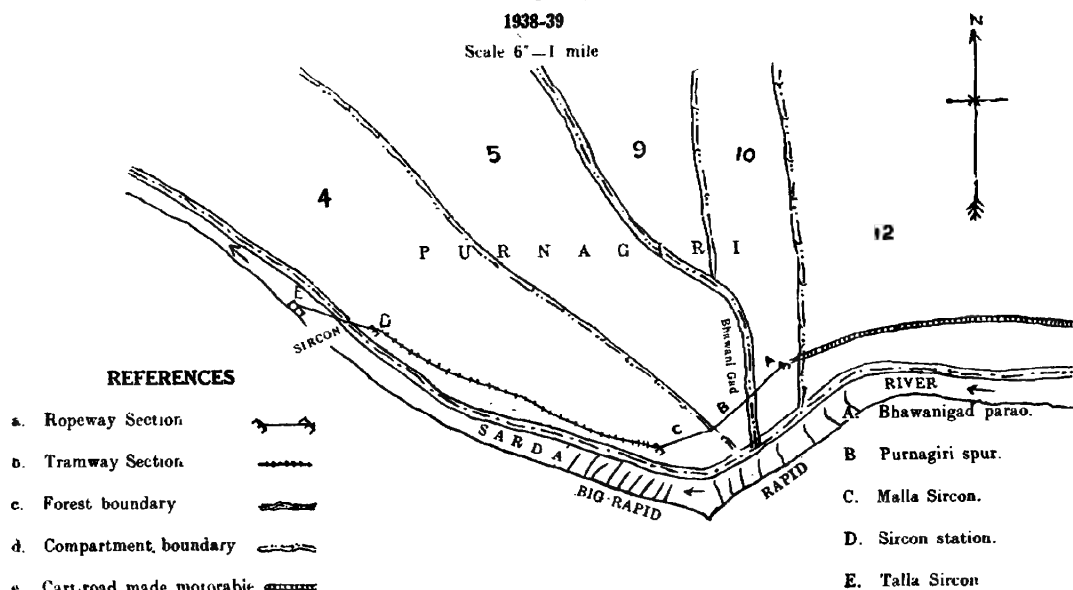 1938-39
Scale 6"—1 mile
N
5
9
10
4
12
P U R N A G I R I
E
D
SIRCON
Bhawani Gad
A
B
C
RIVER
SARDA
BIG RAPID
RAPID
REFERENCES
a. Ropeway Section
b. Tramway Section
c. Forest boundary
d. Compartment boundary
e. Cart-road made motorable
A. Bhawanigad parao.
B Purnagiri spur.
C. Malla Sircon.
D. Sircon station.
E. Talla Sircon